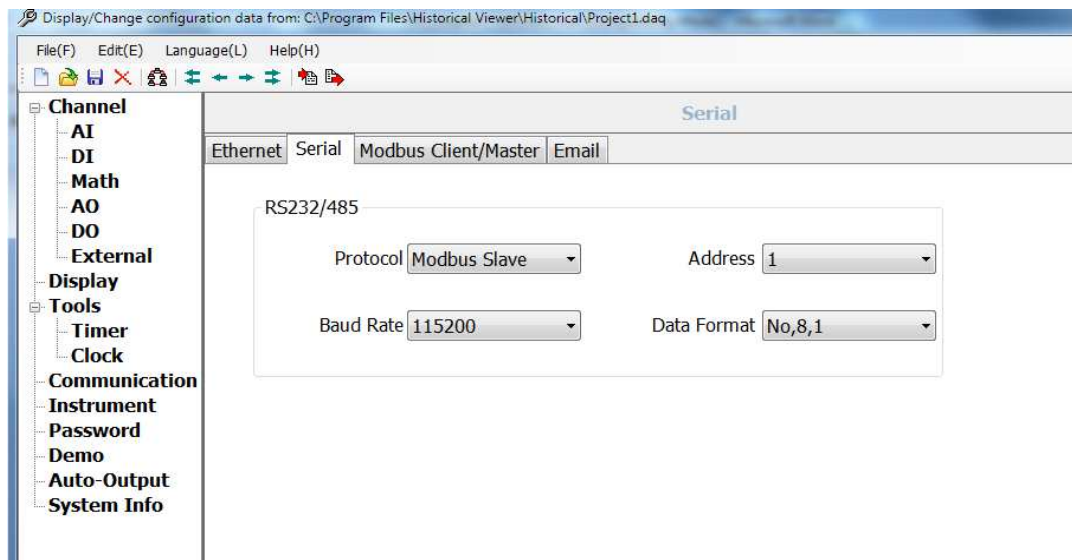 Display/Change configuration data from: C:\Program Files\Historical Viewer\Historical\Project1.daq
File(F) Edit(E) Language(L) Help(H)
Channel
AI
DI
Math
AO
DO
External
Display
Tools
Timer
Clock
Communication
Instrument
Password
Demo
Auto-Output
System Info
Serial
Ethernet Serial Modbus Client/Master Email
RS232/485
Protocol Modbus Slave Address 1
Baud Rate 115200 Data Format No,8,1